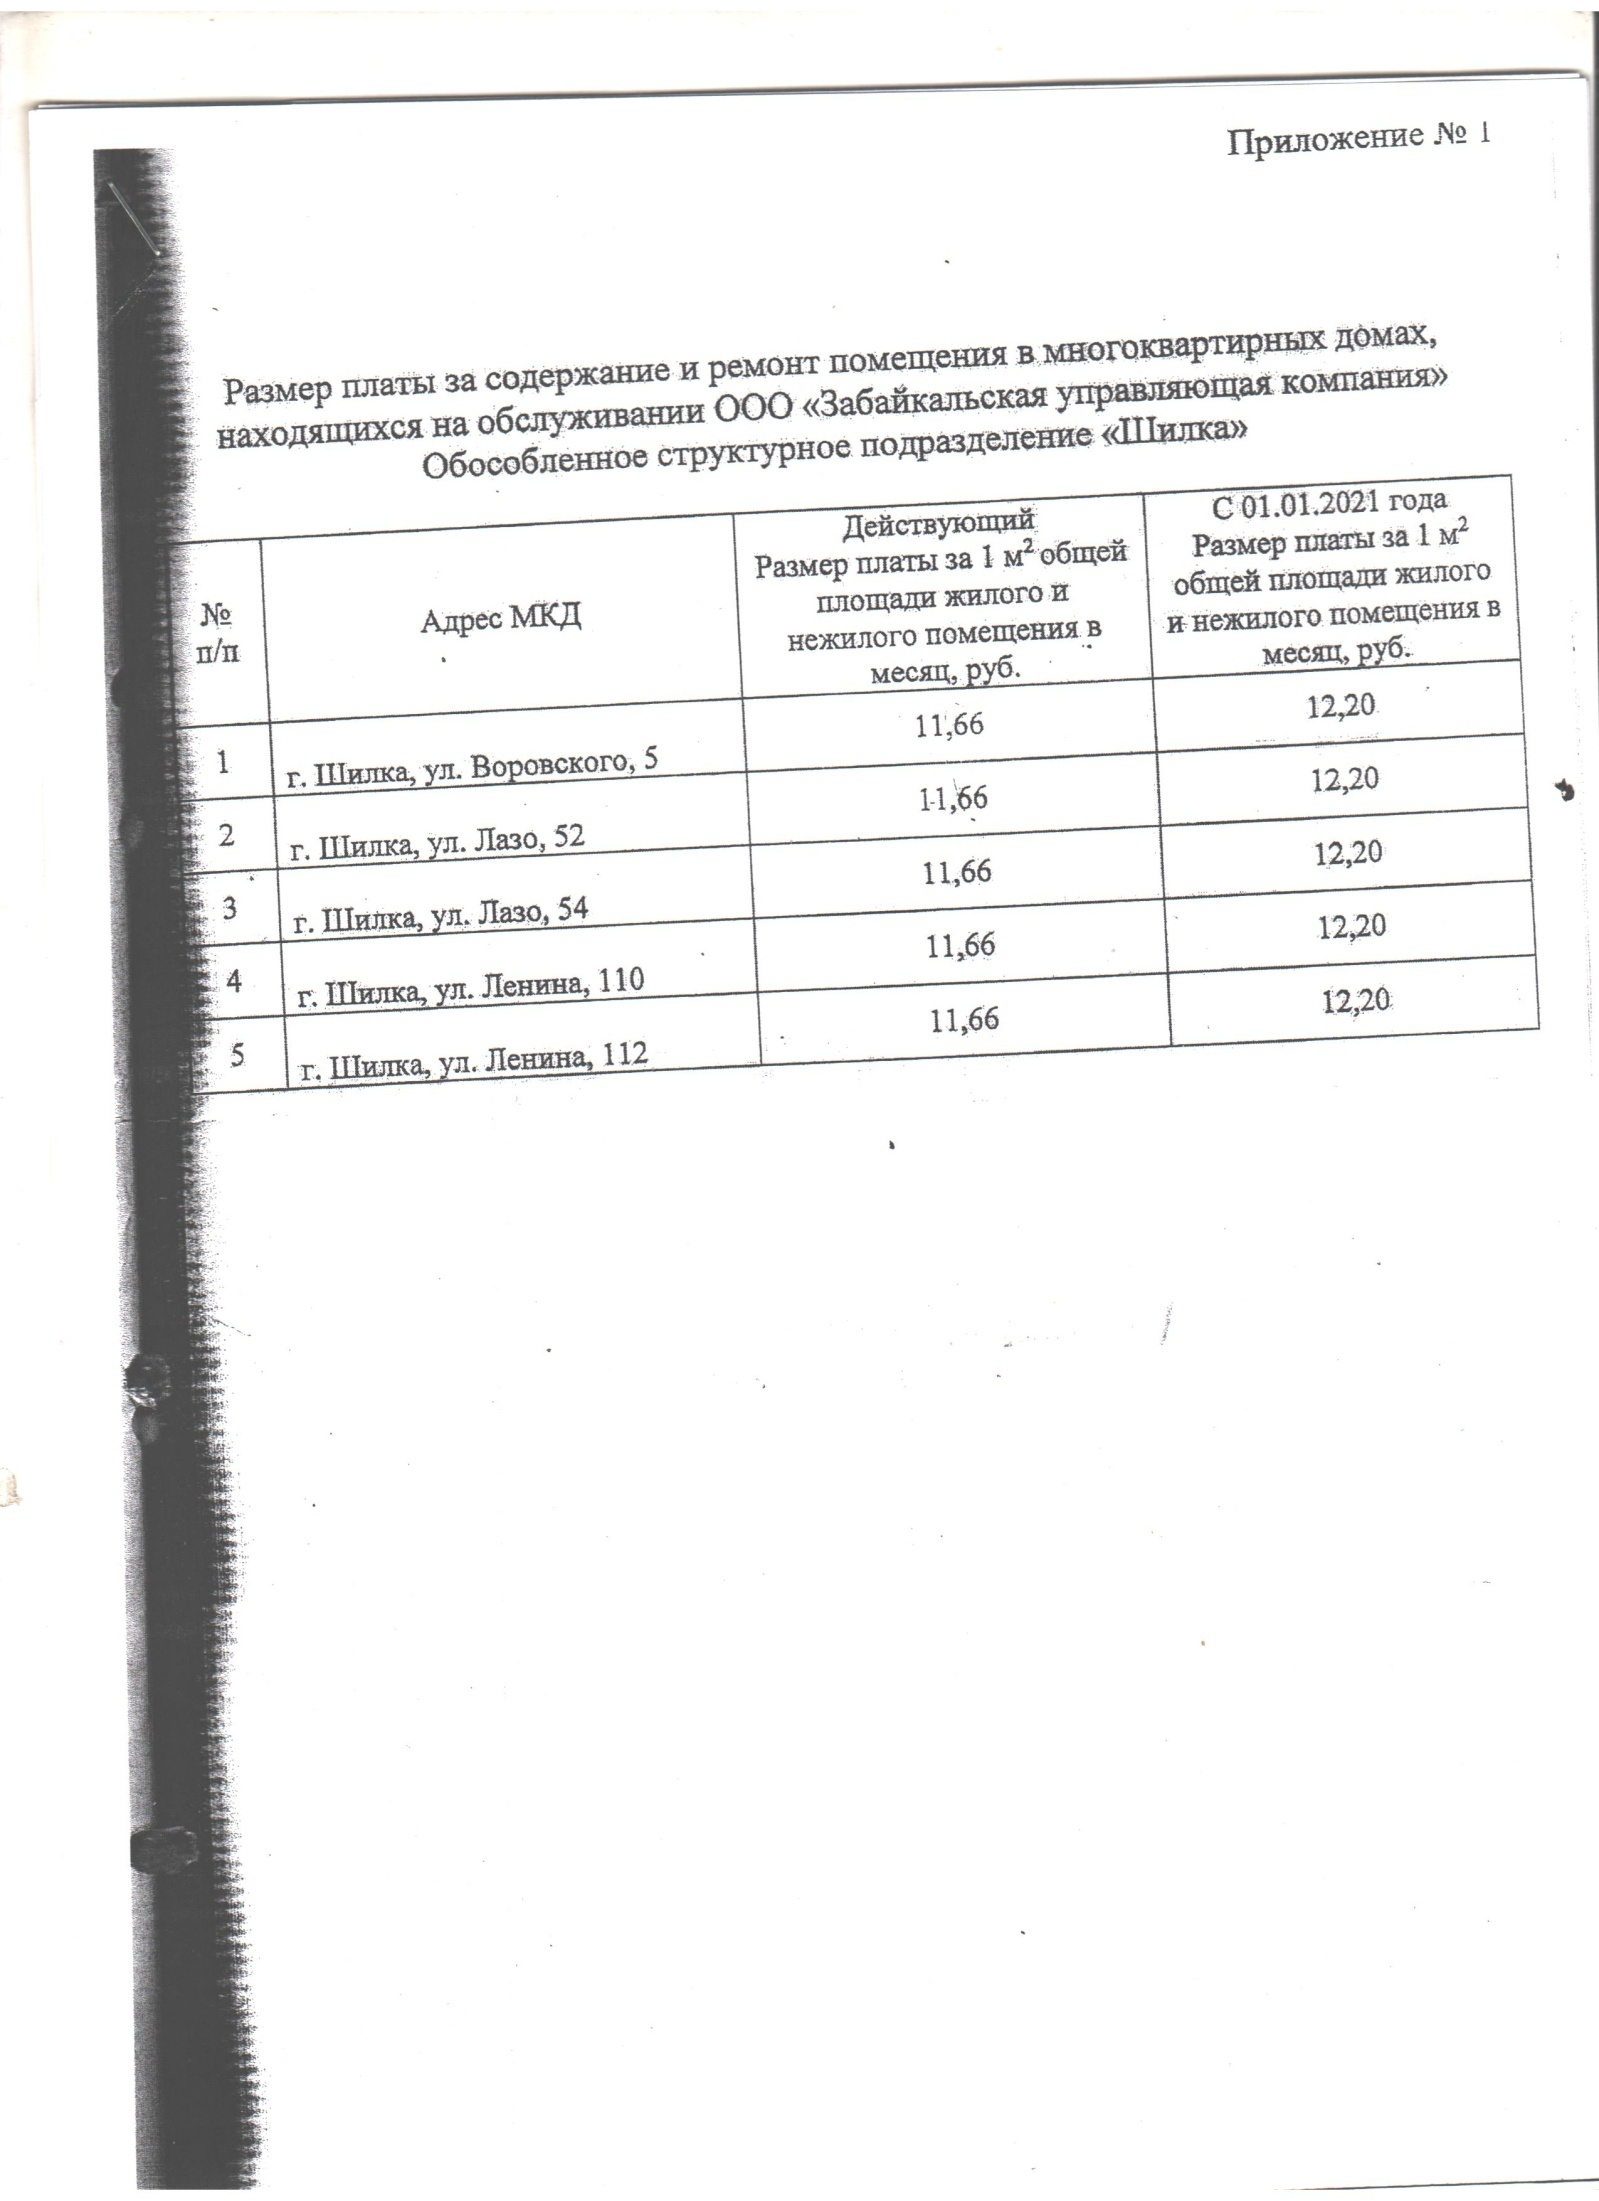 Приложение № 1
Размер платы за содержание и ремонт помещения в многоквартирных домах,
находящихся на обслуживании ООО «Забайкальская управляющая компания»
Обособленное структурное подразделение «Шилка»
№
п/п
Адрес МКД
Действующий
Размер платы за 1 м² общей
площади жилого и
нежилого помещения в
месяц, руб.
С 01.01.2021 года
Размер платы за 1 м²
общей площади жилого
и нежилого помещения в
месяц, руб.
1 г. Шилка, ул. Воровского, 5 11,66 12,20
2 г. Шилка, ул. Лазо, 52 11,66 12,20
3 г. Шилка, ул. Лазо, 54 11,66 12,20
4 г. Шилка, ул. Ленина, 110 11,66 12,20
5 г. Шилка, ул. Ленина, 112 11,66 12,20